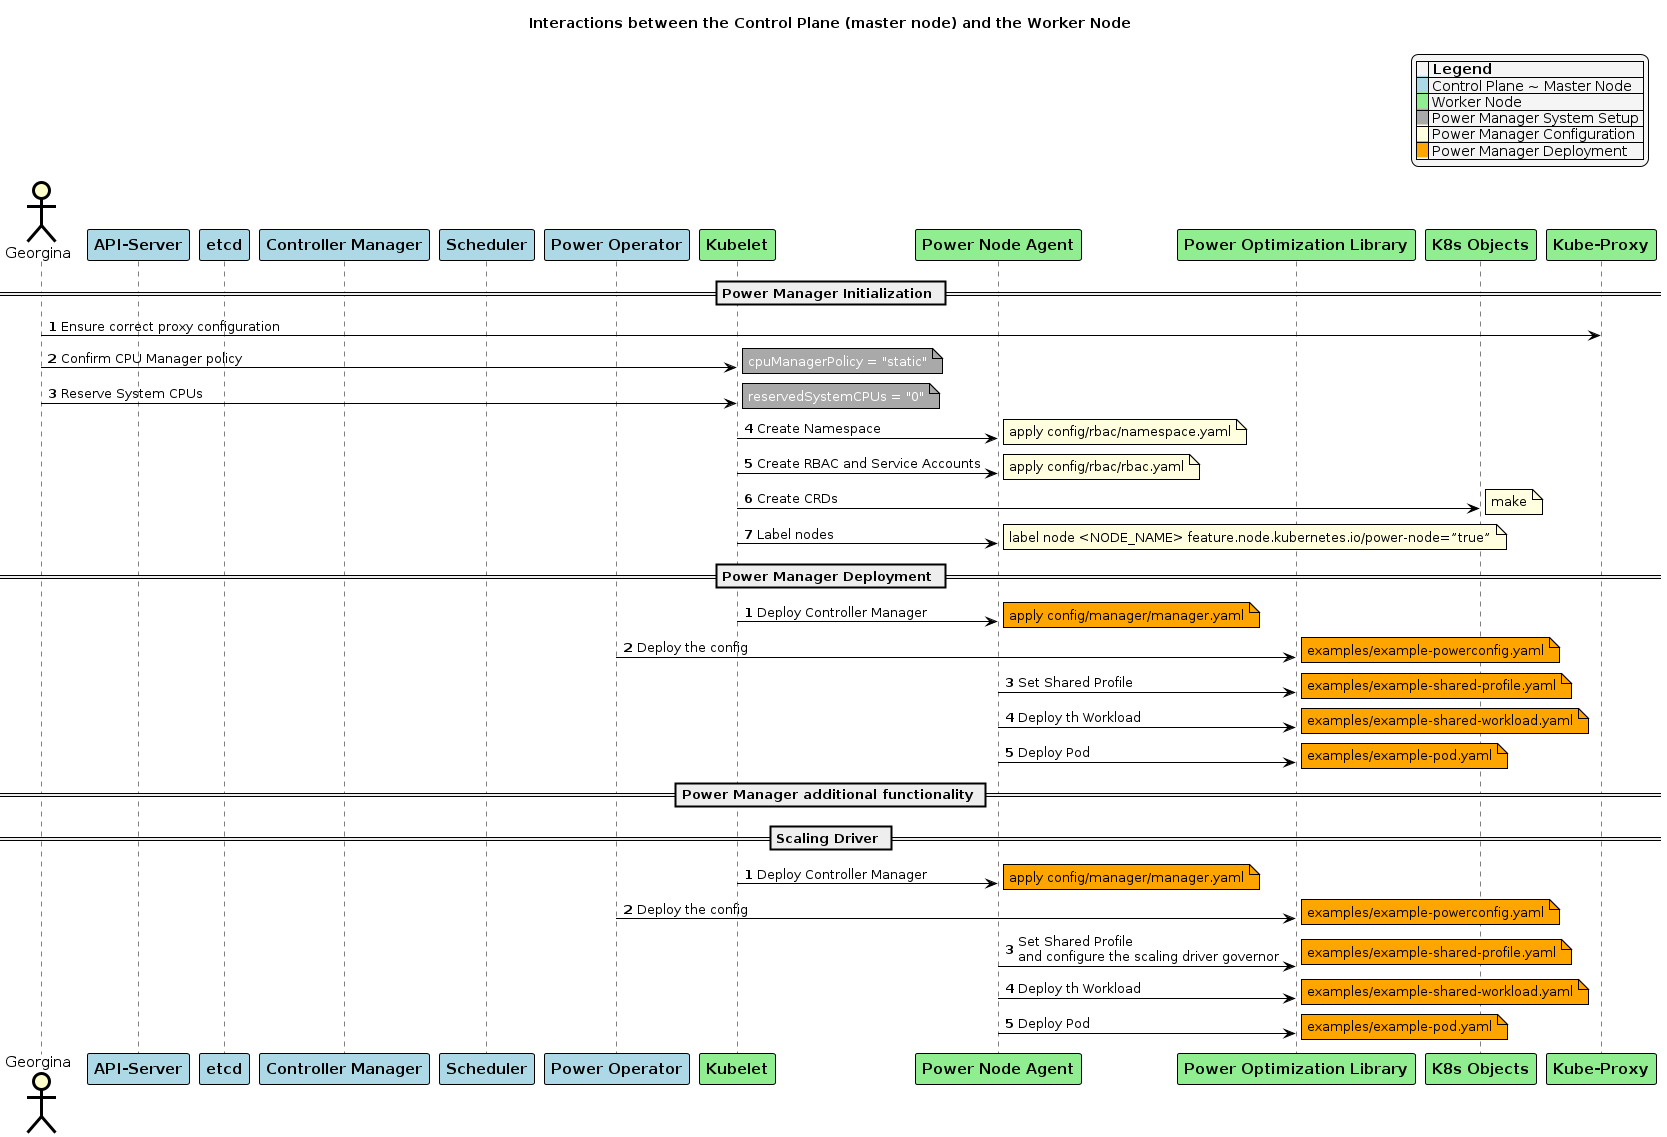 Interactions between the Control Plane (master node) and the Worker Node
Legend
Control Plane ~ Master Node
Worker Node
Power Manager System Setup
Power Manager Configuration
Power Manager Deployment
Georgina
API-Server
etcd
Controller Manager
Scheduler
Power Operator
Kubelet
Power Node Agent
Power Optimization Library
K8s Objects
Kube-Proxy
Power Manager Initialization
1 Ensure correct proxy configuration
2 Confirm CPU Manager policy
cpuManagerPolicy = "static"
3 Reserve System CPUs
reservedSystemCPUs = "0"
4 Create Namespace
apply config/rbac/namespace.yaml
5 Create RBAC and Service Accounts
apply config/rbac/rbac.yaml
6 Create CRDs
make
7 Label nodes
label node <NODE_NAME> feature.node.kubernetes.io/power-node=”true”
Power Manager Deployment
1 Deploy Controller Manager
apply config/manager/manager.yaml
2 Deploy the config
examples/example-powerconfig.yaml
3 Set Shared Profile
examples/example-shared-profile.yaml
4 Deploy th Workload
examples/example-shared-workload.yaml
5 Deploy Pod
examples/example-pod.yaml
Power Manager additional functionality
Scaling Driver
1 Deploy Controller Manager
apply config/manager/manager.yaml
2 Deploy the config
examples/example-powerconfig.yaml
3 Set Shared Profile
and configure the scaling driver governor
examples/example-shared-profile.yaml
4 Deploy th Workload
examples/example-shared-workload.yaml
5 Deploy Pod
examples/example-pod.yaml
Georgina
API-Server
etcd
Controller Manager
Scheduler
Power Operator
Kubelet
Power Node Agent
Power Optimization Library
K8s Objects
Kube-Proxy